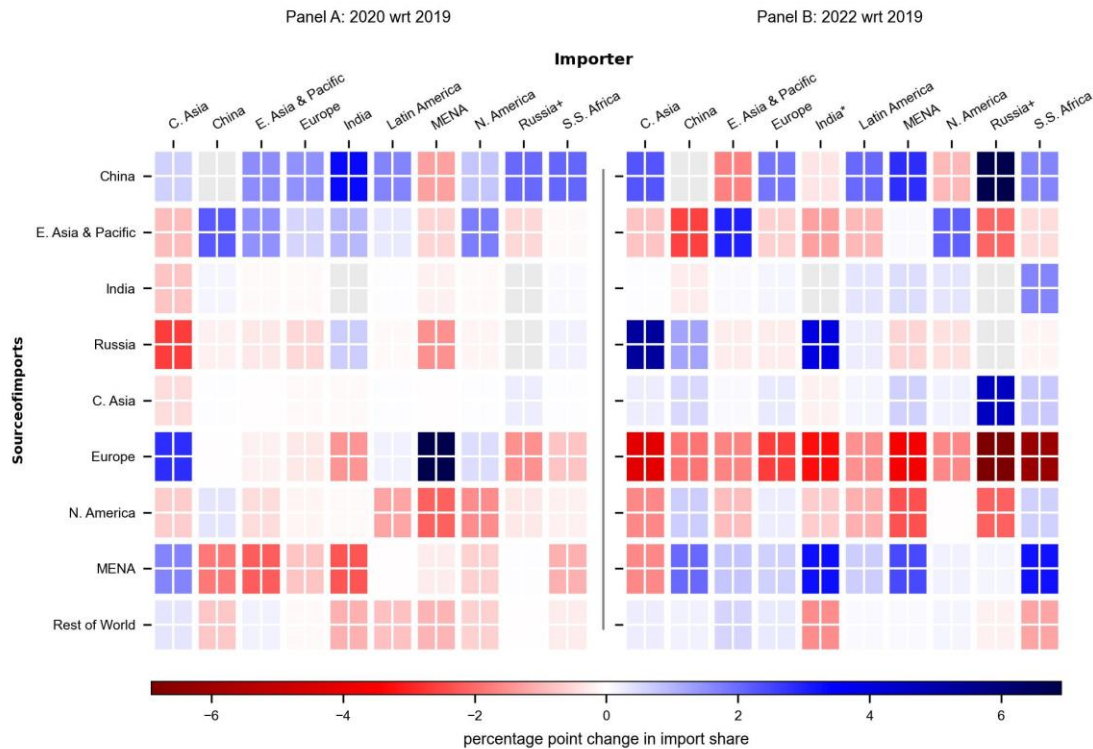 Panel A: 2020 wrt 2019 Panel B: 2022 wrt 2019
Importer
C. Asia China E. Asia & Pacific Europe India Latin America MENA N. America Russia+ S.S. Africa C. Asia China E. Asia & Pacific Europe India* Latin America MENA N. America Russia+ S.S. Africa
Sourceofimports
China
E. Asia & Pacific
India
Russia
C. Asia
Europe
N. America
MENA
Rest of World
−6 −4 −2 0 2 4 6
percentage point change in import share